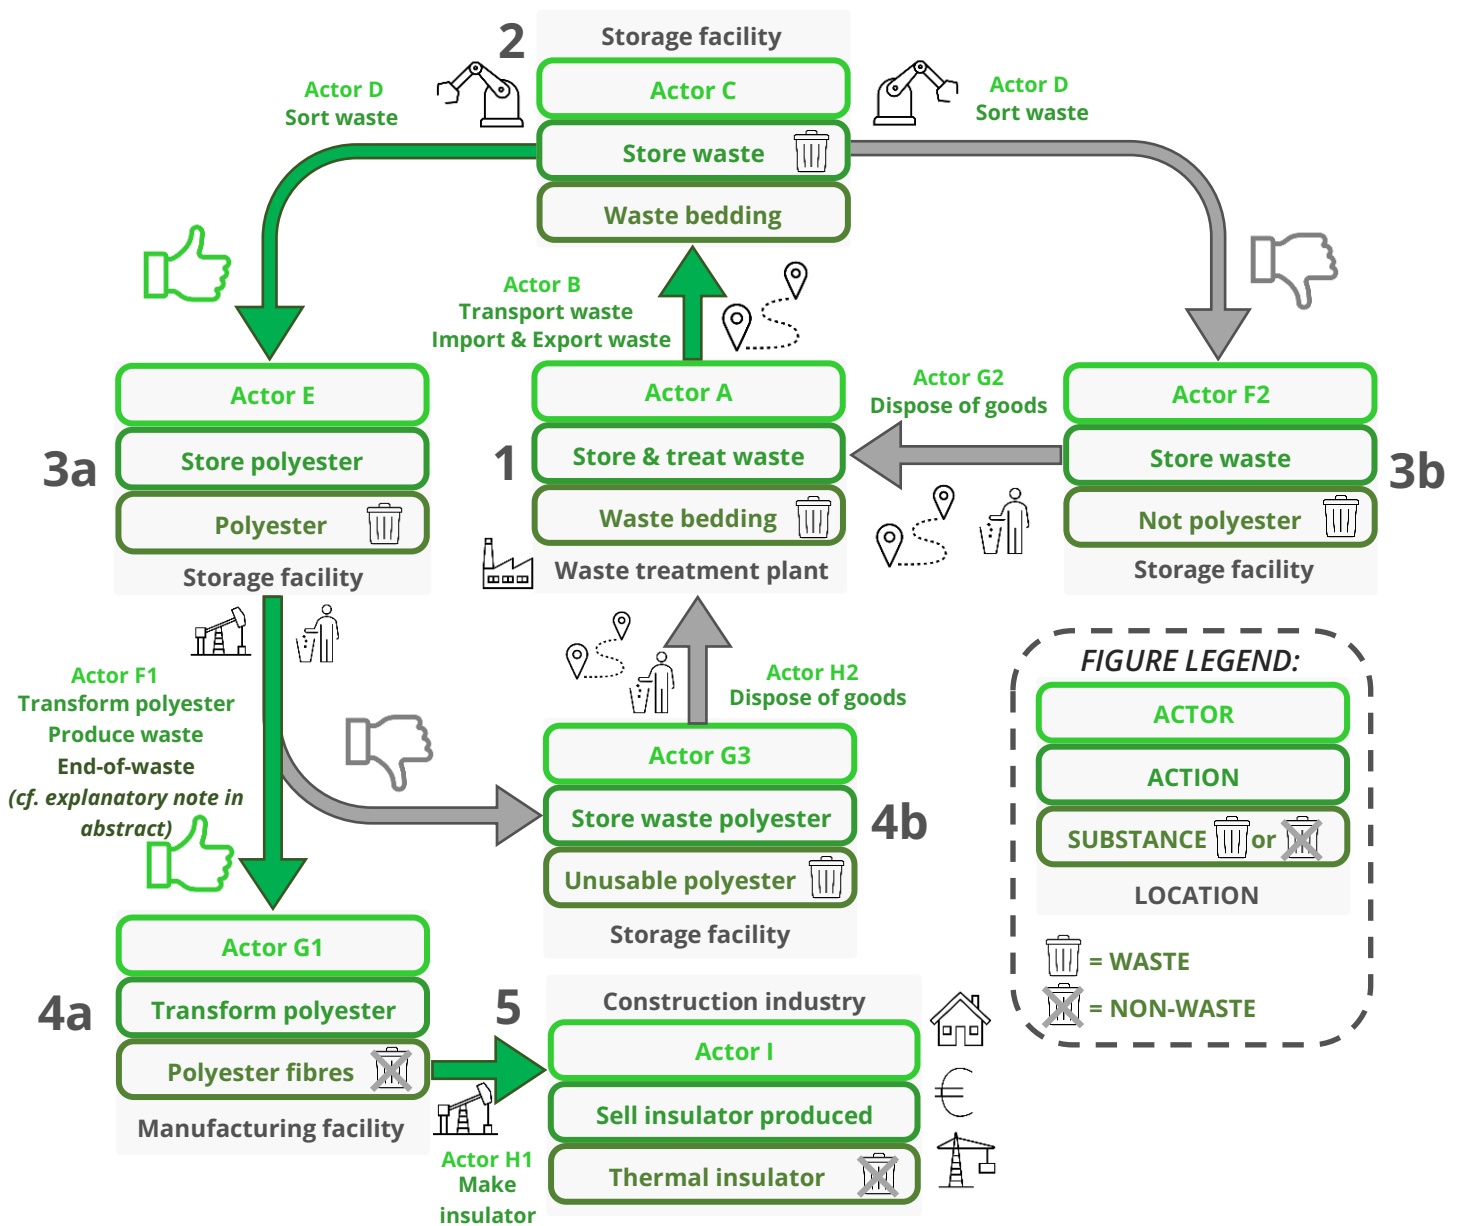 2
Storage facility
Actor C
Store waste
Waste bedding
Actor D
Sort waste
Actor D
Sort waste
Actor B
Transport waste
Import & Export waste
3a
Actor E
Store polyester
Polyester
Storage facility
1
Actor A
Store & treat waste
Waste bedding
Waste treatment plant
Actor G2
Dispose of goods
3b
Actor F2
Store waste
Not polyester
Storage facility
Actor F1
Transform polyester
Produce waste
End-of-waste
(cf. explanatory note in
abstract)
Actor H2
Dispose of goods
4b
Actor G3
Store waste polyester
Unusable polyester
Storage facility
4a
Actor G1
Transform polyester
Polyester fibres
Manufacturing facility
Actor H1
Make
insulator
5
Construction industry
Actor I
Sell insulator produced
Thermal insulator
€
FIGURE LEGEND:
ACTOR
ACTION
SUBSTANCE or
LOCATION
= WASTE
= NON-WASTE